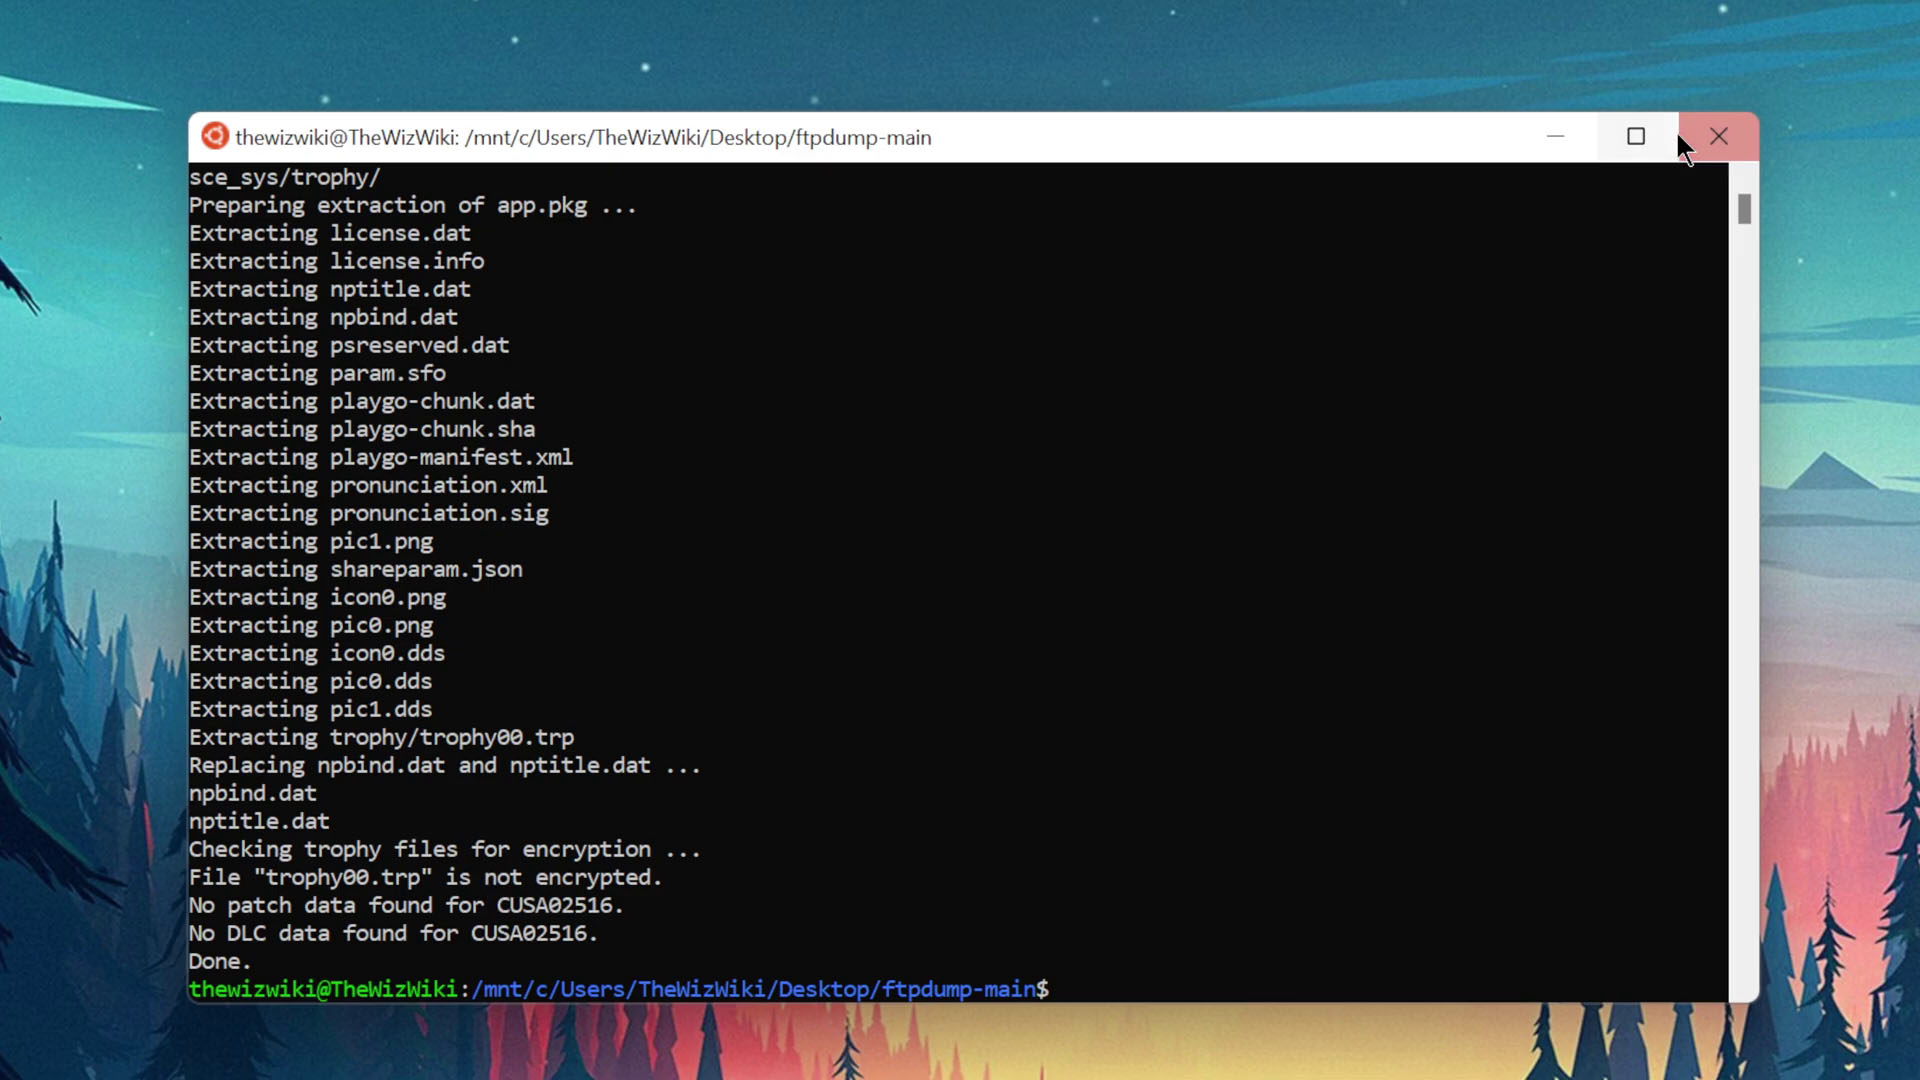 thewizwiki@TheWizWiki: /mnt/c/Users/TheWizWiki/Desktop/ftpdump-main
sce_sys/trophy/
Preparing extraction of app.pkg ...
Extracting license.dat
Extracting license.info
Extracting nptitle.dat
Extracting npbind.dat
Extracting psreserved.dat
Extracting param.sfo
Extracting playgo-chunk.dat
Extracting playgo-chunk.sha
Extracting playgo-manifest.xml
Extracting pronunciation.xml
Extracting pronunciation.sig
Extracting pic1.png
Extracting shareparam.json
Extracting icon0.png
Extracting pic0.png
Extracting icon0.dds
Extracting pic0.dds
Extracting pic1.dds
Extracting trophy/trophy00.trp
Replacing npbind.dat and nptitle.dat ...
npbind.dat
nptitle.dat
Checking trophy files for encryption ...
File "trophy00.trp" is not encrypted.
No patch data found for CUSA02516.
No DLC data found for CUSA02516.
Done.
thewizwiki@TheWizWiki:/mnt/c/Users/TheWizWiki/Desktop/ftpdump-main$